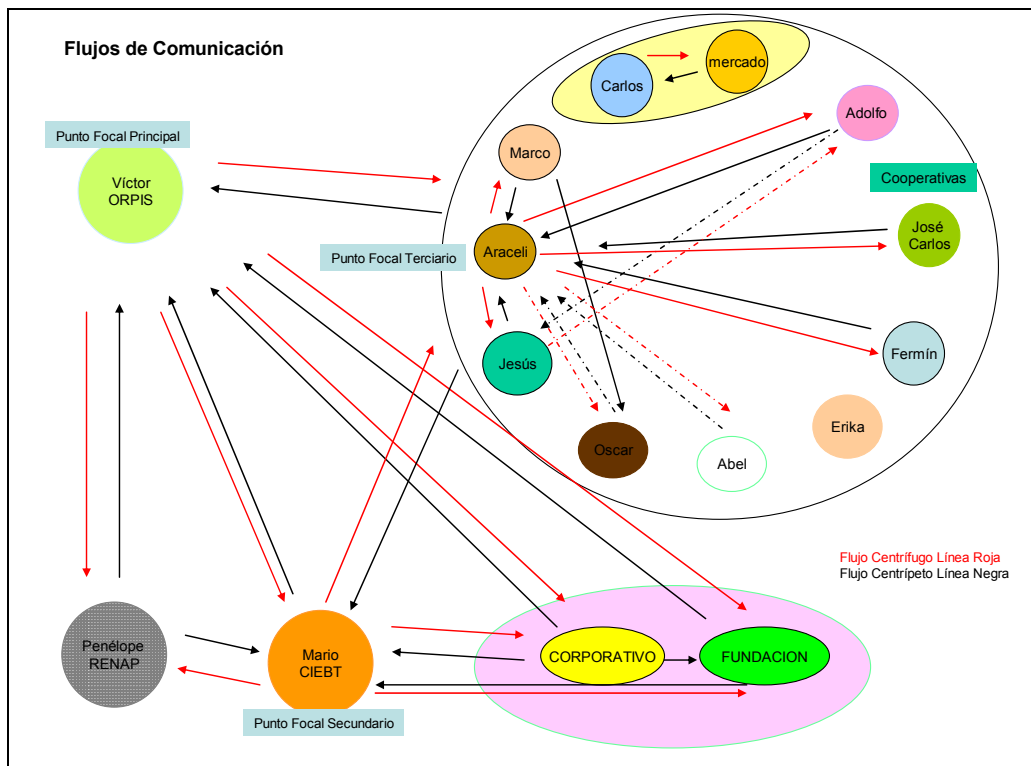 Flujos de Comunicación
Carlos
mercado
Adolfo
Punto Focal Principal
Víctor
ORPIS
Marco
Cooperativas
José
Carlos
Punto Focal Terciario
Araceli
Jesús
Fermín
Erika
Oscar
Abel
Flujo Centrífugo Línea Roja
Flujo Centrípeto Línea Negra
Penélope
RENAP
Mario
CIEBT
CORPORATIVO
FUNDACION
Punto Focal Secundario